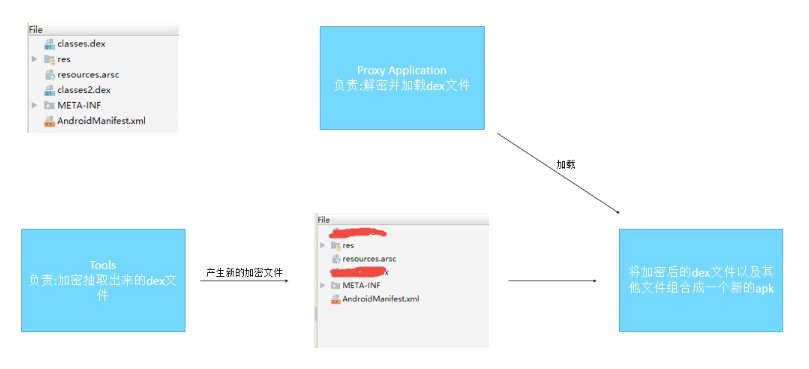 File
classes.dex
res
resources.arsc
classes2.dex
META-INF
AndroidManifest.xml
Proxy Application
负责:解密并加载dex文件
加载
Tools
负责:加密抽取出来的dex文
件
产生新的加密文件
File
res
resources.arsc
META-INF
AndroidManifest.xml
将加密后的dex文件以及其
他文件组合成一个新的apk